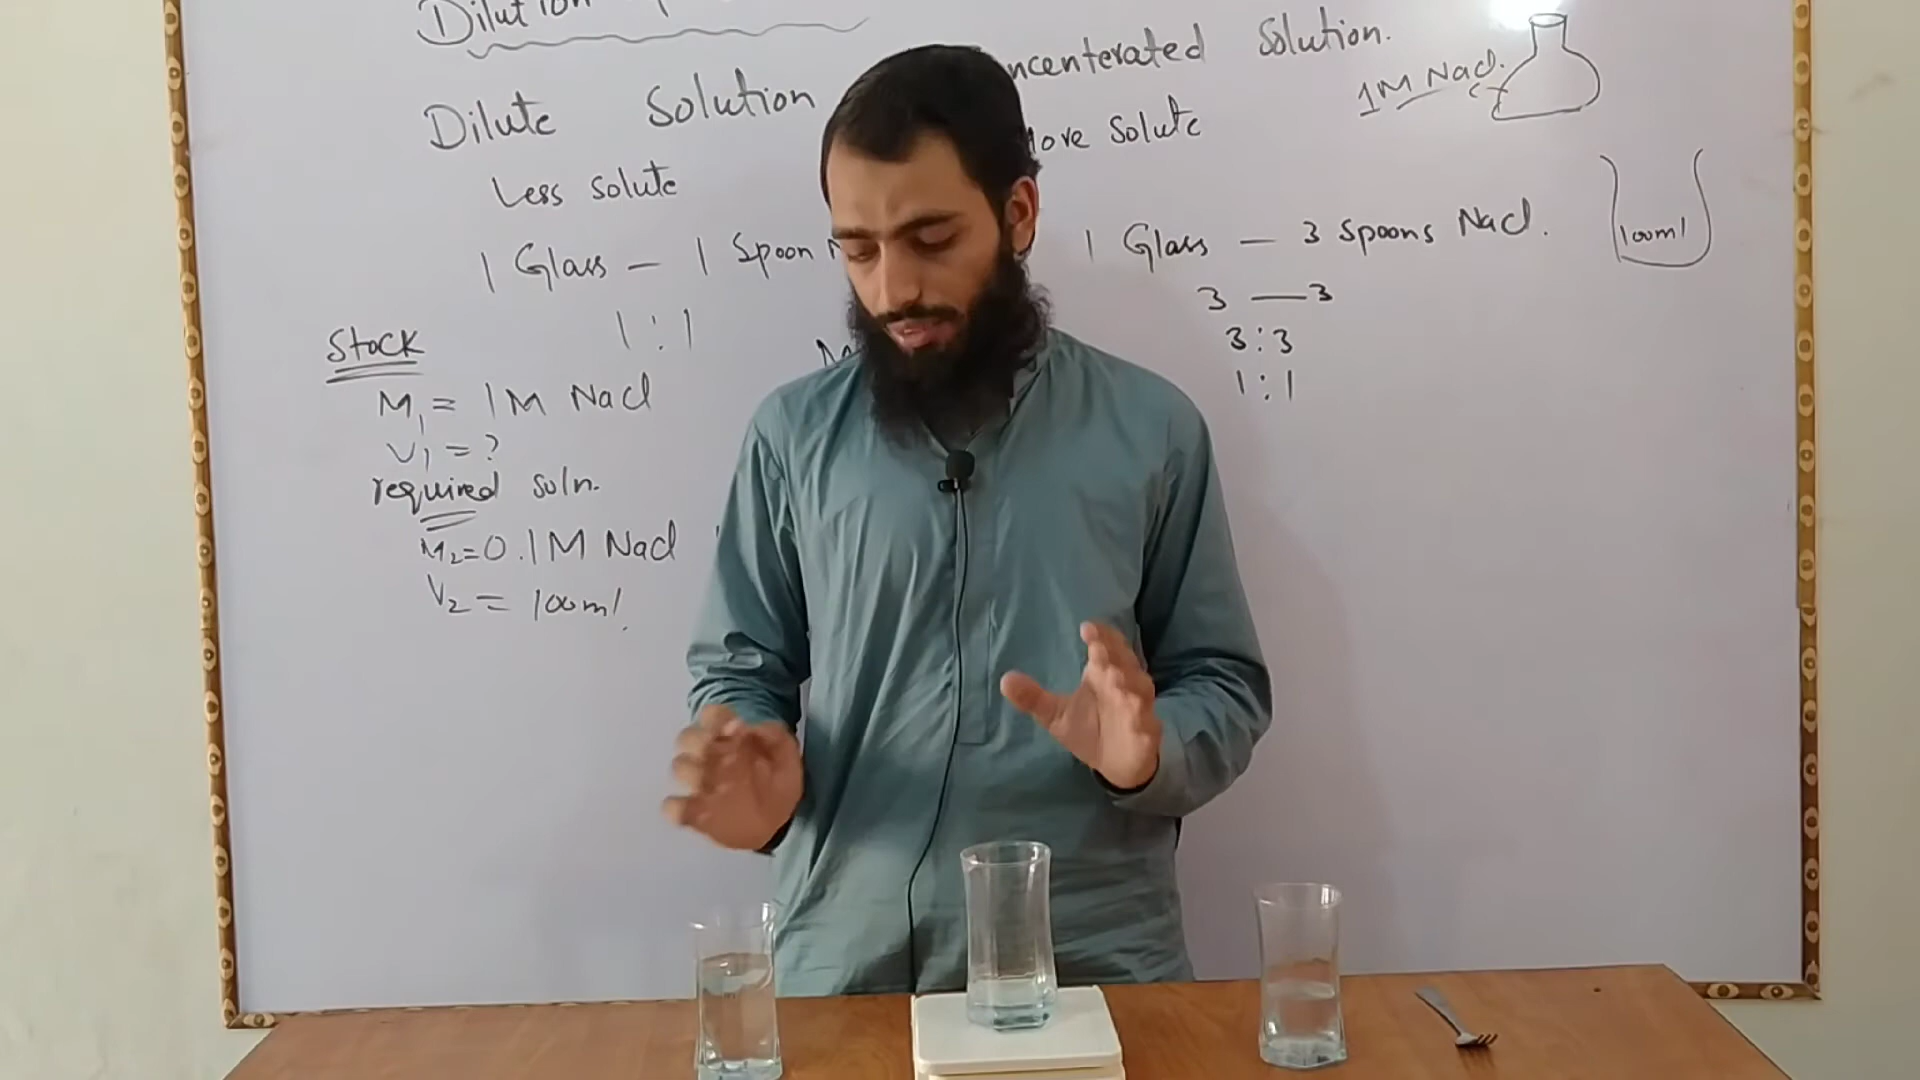 Dilution
Dilute Solution
ncenterated Solution.
Less Solute
More Solute
1 Glass — 1 Spoon
1 Glass — 3 Spoons Nacl.
1 : 1
3 — 3
3 : 3
1 : 1
Stock
M₁ = 1M Nacl
V₁ = ?
required soln.
M₂=0.1M Nacl
V₂ = 100ml
1M Nacl.
100ml